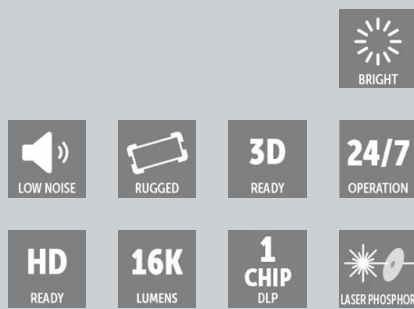 BRIGHT
LOW NOISE
RUGGED
3D
READY
24/7
OPERATION
HD
READY
16K
LUMENS
1
CHIP
DLP
LASER PHOSPHOR